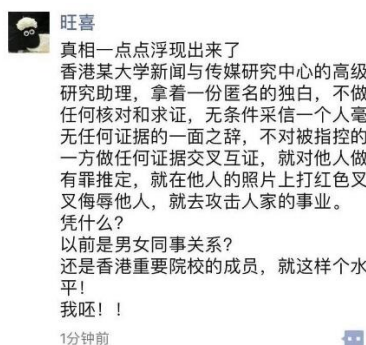 旺喜
真相一点点浮现出来了
香港某大学新闻与传媒研究中心的高级
研究助理，拿着一份匿名的独白，不做
任何核对和求证，无条件采信一个人毫
无任何证据的一面之辞，不对被指控的
一方做任何证据交叉互证，就对他人做
有罪推定，就在他人的照片上打红色叉
叉侮辱他人，就去攻击人家的事业。
凭什么？
以前是男女同事关系？
还是香港重要院校的成员，就这样个水
平！
我呸！！
1分钟前